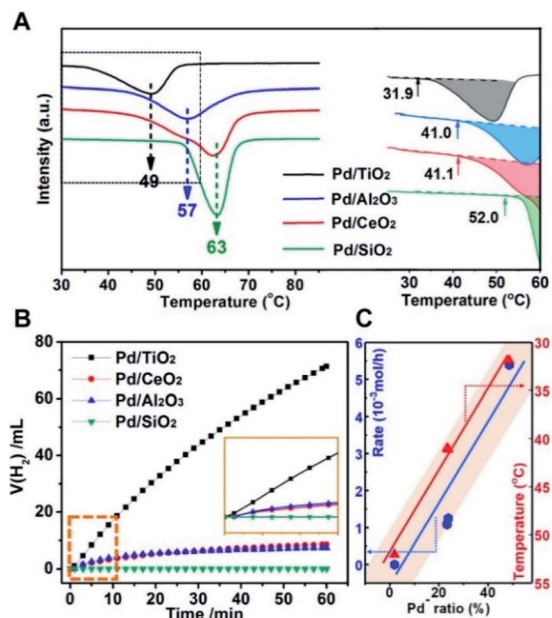 A
Intensity (a.u.)
49
57
63
Pd/TiO₂
Pd/Al₂O₃
Pd/CeO₂
Pd/SiO₂
30 40 50 60 70 80
Temperature (°C)
31.9
41.0
41.1
52.0
30 40 50 60
Temperature (°C)
B
V(H₂) /mL
80
60
40
20
0
Pd/TiO₂
Pd/CeO₂
Pd/Al₂O₃
Pd/SiO₂
0 10 20 30 40 50 60
Time /min
C
Rate (10⁻³mol/h)
6
5
4
3
2
1
0
30
35
40
45
50
55
Temperature (°C)
0 20 40
Pd⁻ ratio (%)